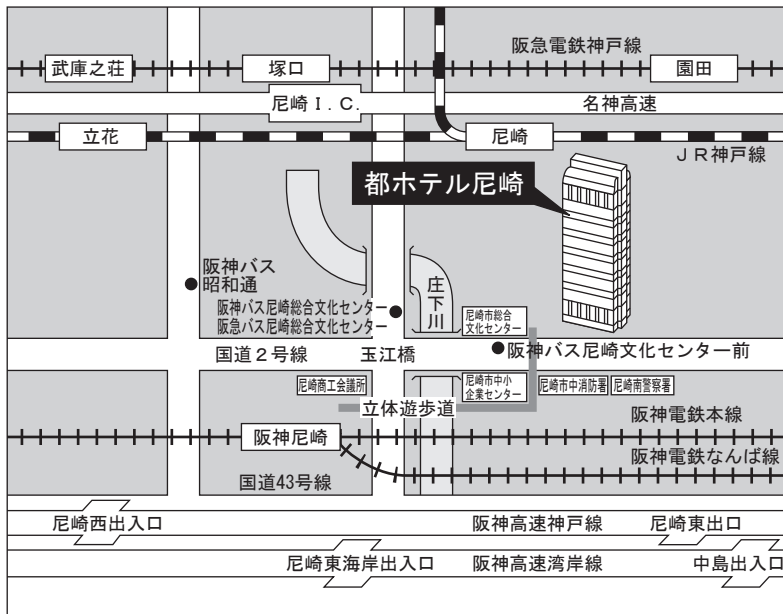 阪急電鉄神戸線
武庫之荘
塚口
園田
尼崎Ｉ.Ｃ.
名神高速
立花
尼崎
ＪＲ神戸線
都ホテル尼崎
阪神バス
昭和通
庄下川
阪神バス尼崎総合文化センター
阪急バス尼崎総合文化センター
尼崎市総合
文化センター
国道２号線
玉江橋
阪神バス尼崎文化センター前
尼崎商工会議所
尼崎市中小
企業センター
尼崎市中消防署
尼崎南警察署
立体遊歩道
阪神電鉄本線
阪神尼崎
阪神電鉄なんば線
国道43号線
尼崎西出入口
阪神高速神戸線
尼崎東出口
尼崎東海岸出入口
阪神高速湾岸線
中島出入口